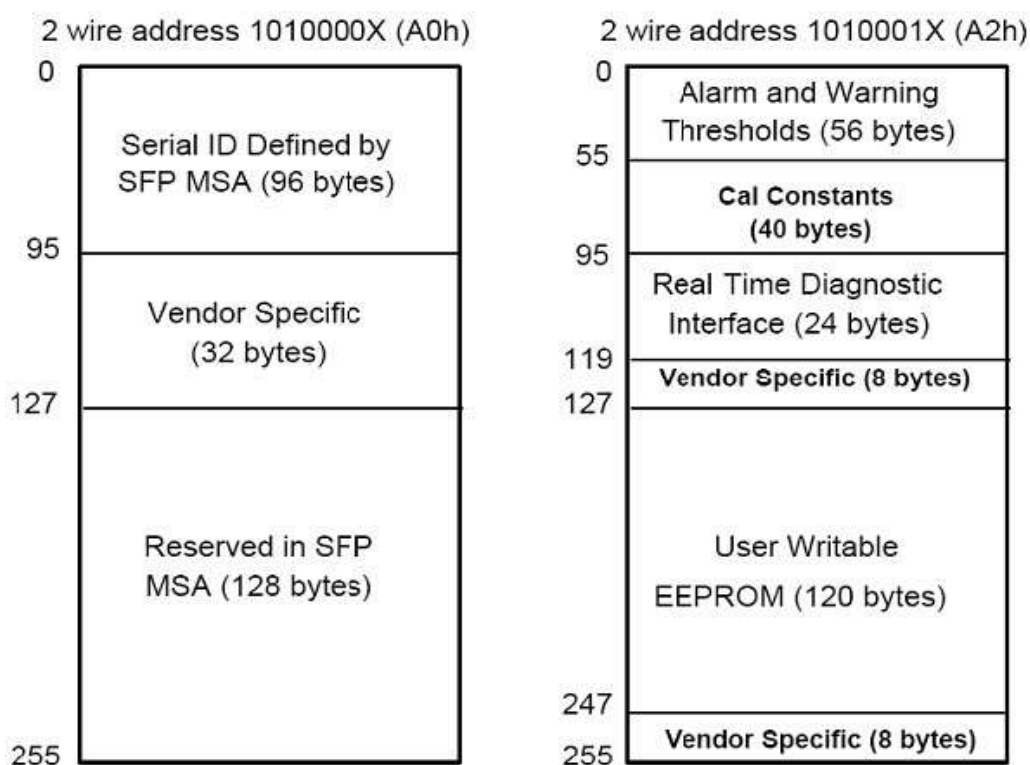 2 wire address 1010000X (A0h)
0
Serial ID Defined by
SFP MSA (96 bytes)
95
Vendor Specific
(32 bytes)
127
Reserved in SFP
MSA (128 bytes)
255
2 wire address 1010001X (A2h)
0
Alarm and Warning
Thresholds (56 bytes)
55
Cal Constants
(40 bytes)
95
Real Time Diagnostic
Interface (24 bytes)
119
Vendor Specific (8 bytes)
127
User Writable
EEPROM (120 bytes)
247
Vendor Specific (8 bytes)
255